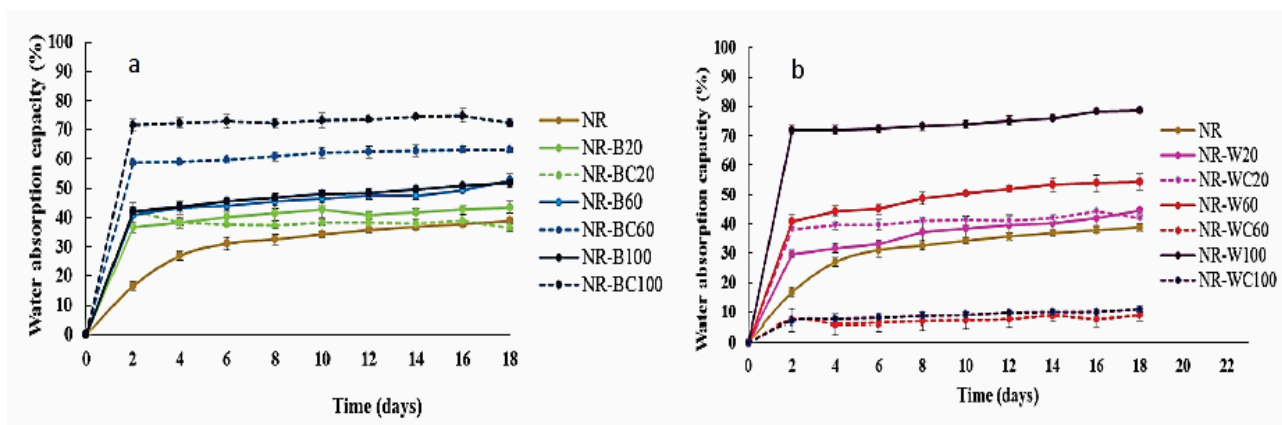 a
Water absorption capacity (%)
100
90
80
70
60
50
40
30
20
10
0
0 2 4 6 8 10 12 14 16 18
Time (days)
NR
NR-B20
NR-BC20
NR-B60
NR-BC60
NR-B100
NR-BC100
b
Water absorption capacity (%)
100
90
80
70
60
50
40
30
20
10
0
0 2 4 6 8 10 12 14 16 18 20 22
Time (days)
NR
NR-W20
NR-WC20
NR-W60
NR-WC60
NR-W100
NR-WC100